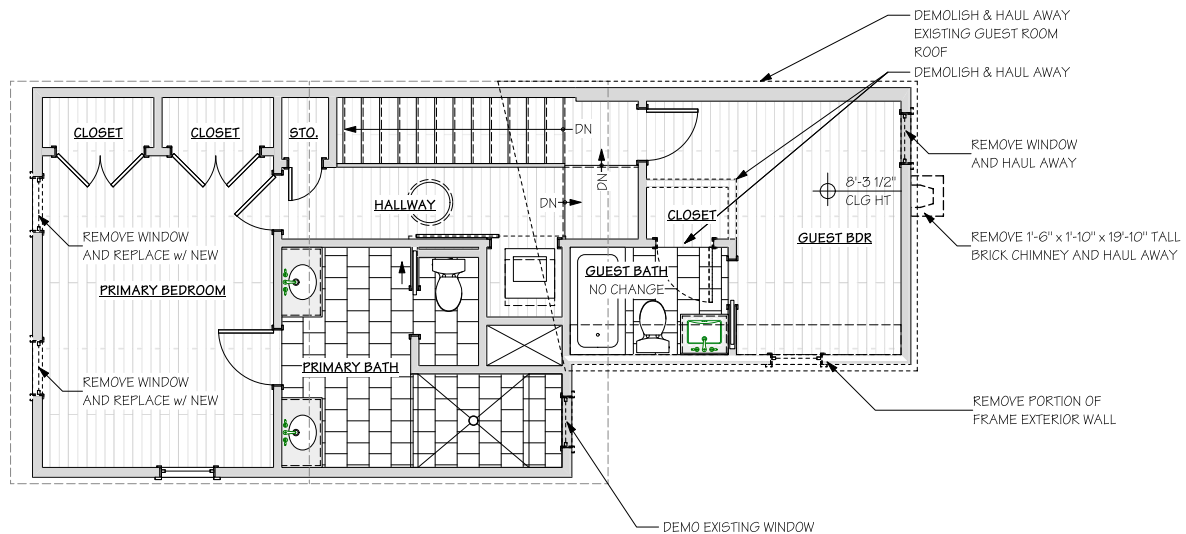 DEMOLISH & HAUL AWAY
EXISTING GUEST ROOM
ROOF
DEMOLISH & HAUL AWAY
CLOSET
CLOSET
STO.
DN
REMOVE WINDOW
AND HAUL AWAY
DN
8'-3 1/2"
CLG HT
HALLWAY
DN
CLOSET
REMOVE WINDOW
AND REPLACE w/ NEW
GUEST BDR
REMOVE 1'-6" x 1'-10" x 19'-10" TALL
BRICK CHIMNEY AND HAUL AWAY
GUEST BATH
NO CHANGE
PRIMARY BEDROOM
PRIMARY BATH
REMOVE WINDOW
AND REPLACE w/ NEW
REMOVE PORTION OF
FRAME EXTERIOR WALL
DEMO EXISTING WINDOW